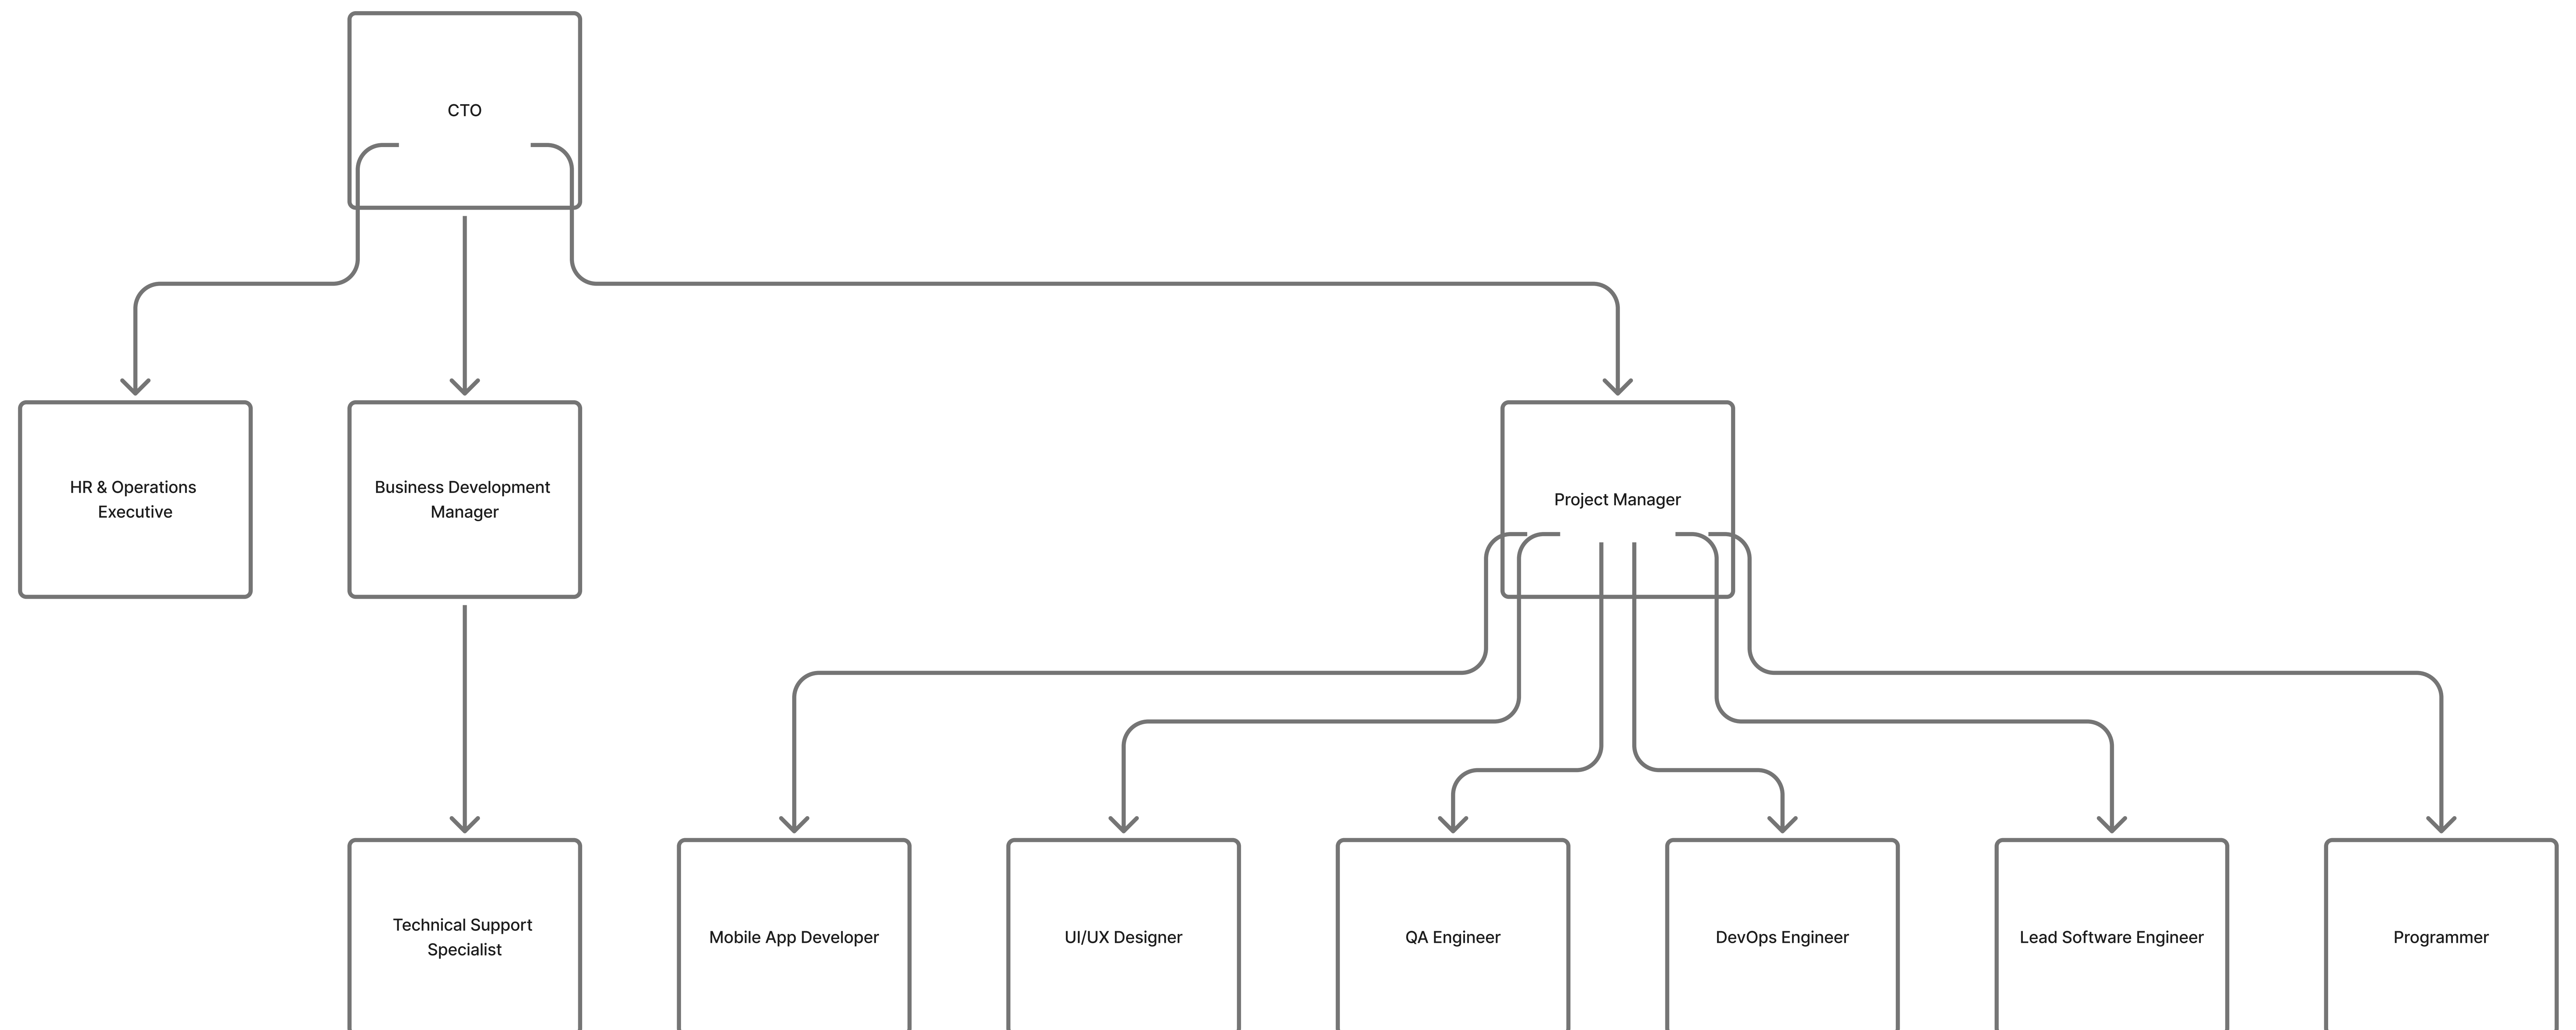 CTO
HR & Operations
Executive
Business Development
Manager
Project Manager
Technical Support
Specialist
Mobile App Developer
UI/UX Designer
QA Engineer
DevOps Engineer
Lead Software Engineer
Programmer